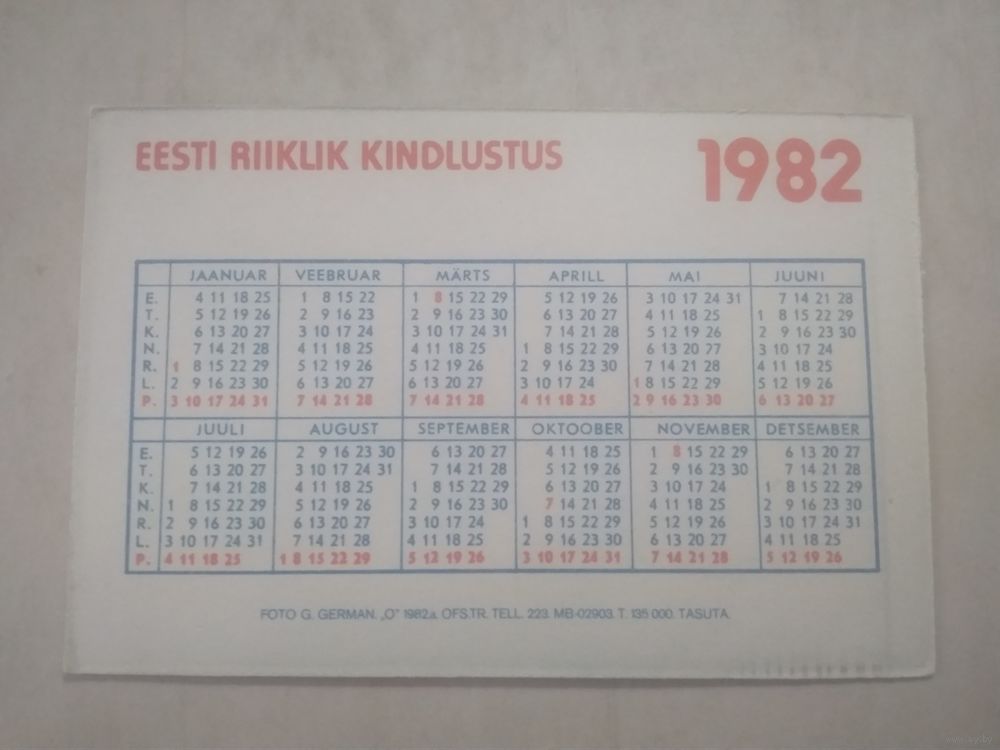 EESTI RIIKLIK KINDLUSTUS 1982
JAANUAR VEEBRUAR MÄRTS APRILL MAI JUUNI
E. 4 11 18 25 1 8 15 22 1 8 15 22 29 5 12 19 26 3 10 17 24 31 7 14 21 28
T. 5 12 19 26 2 9 16 23 2 9 16 23 30 6 13 20 27 4 11 18 25 1 8 15 22 29
K. 6 13 20 27 3 10 17 24 3 10 17 24 31 7 14 21 28 5 12 19 26 2 9 16 23 30
N. 7 14 21 28 4 11 18 25 4 11 18 25 1 8 15 22 29 6 13 20 77 3 10 17 24
R. 1 8 15 22 29 5 12 19 26 5 12 19 26 2 9 16 23 30 7 14 21 28 4 11 18 25
L. 2 9 16 23 30 6 13 20 27 6 13 20 27 3 10 17 24 1 8 15 22 29 5 12 19 26
P. 3 10 17 24 31 7 14 21 28 7 14 21 28 4 11 18 25 2 9 16 23 30 6 13 20 27
JUULI AUGUST SEPTEMBER OKTOOBER NOVEMBER DETSEMBER
E. 5 12 19 26 2 9 16 23 30 6 13 20 27 4 11 18 25 1 8 15 22 29 6 13 20 27
T. 6 13 20 27 3 10 17 24 31 7 14 21 28 5 12 19 26 2 9 16 23 30 7 14 21 28
K. 7 14 21 28 4 11 18 25 1 8 15 22 29 6 13 20 27 3 10 17 24 1 8 15 22 29
N. 1 8 15 22 29 5 12 19 26 2 9 16 23 30 7 14 21 28 4 11 18 25 2 9 16 23 30
R. 2 9 16 23 30 6 13 20 27 3 10 17 24 1 8 15 22 29 5 12 19 26 3 10 17 24 31
L. 3 10 17 24 31 7 14 21 28 4 11 18 25 2 9 16 23 30 6 13 20 27 4 11 18 25
P. 4 11 18 25 1 8 15 22 29 5 12 19 26 3 10 17 24 31 7 14 21 28 5 12 19 26
FOTO G. GERMAN. „O" 1982.a. OFS.TR. TELL. 223. MB-02903. T. 135 000. TASUTA.